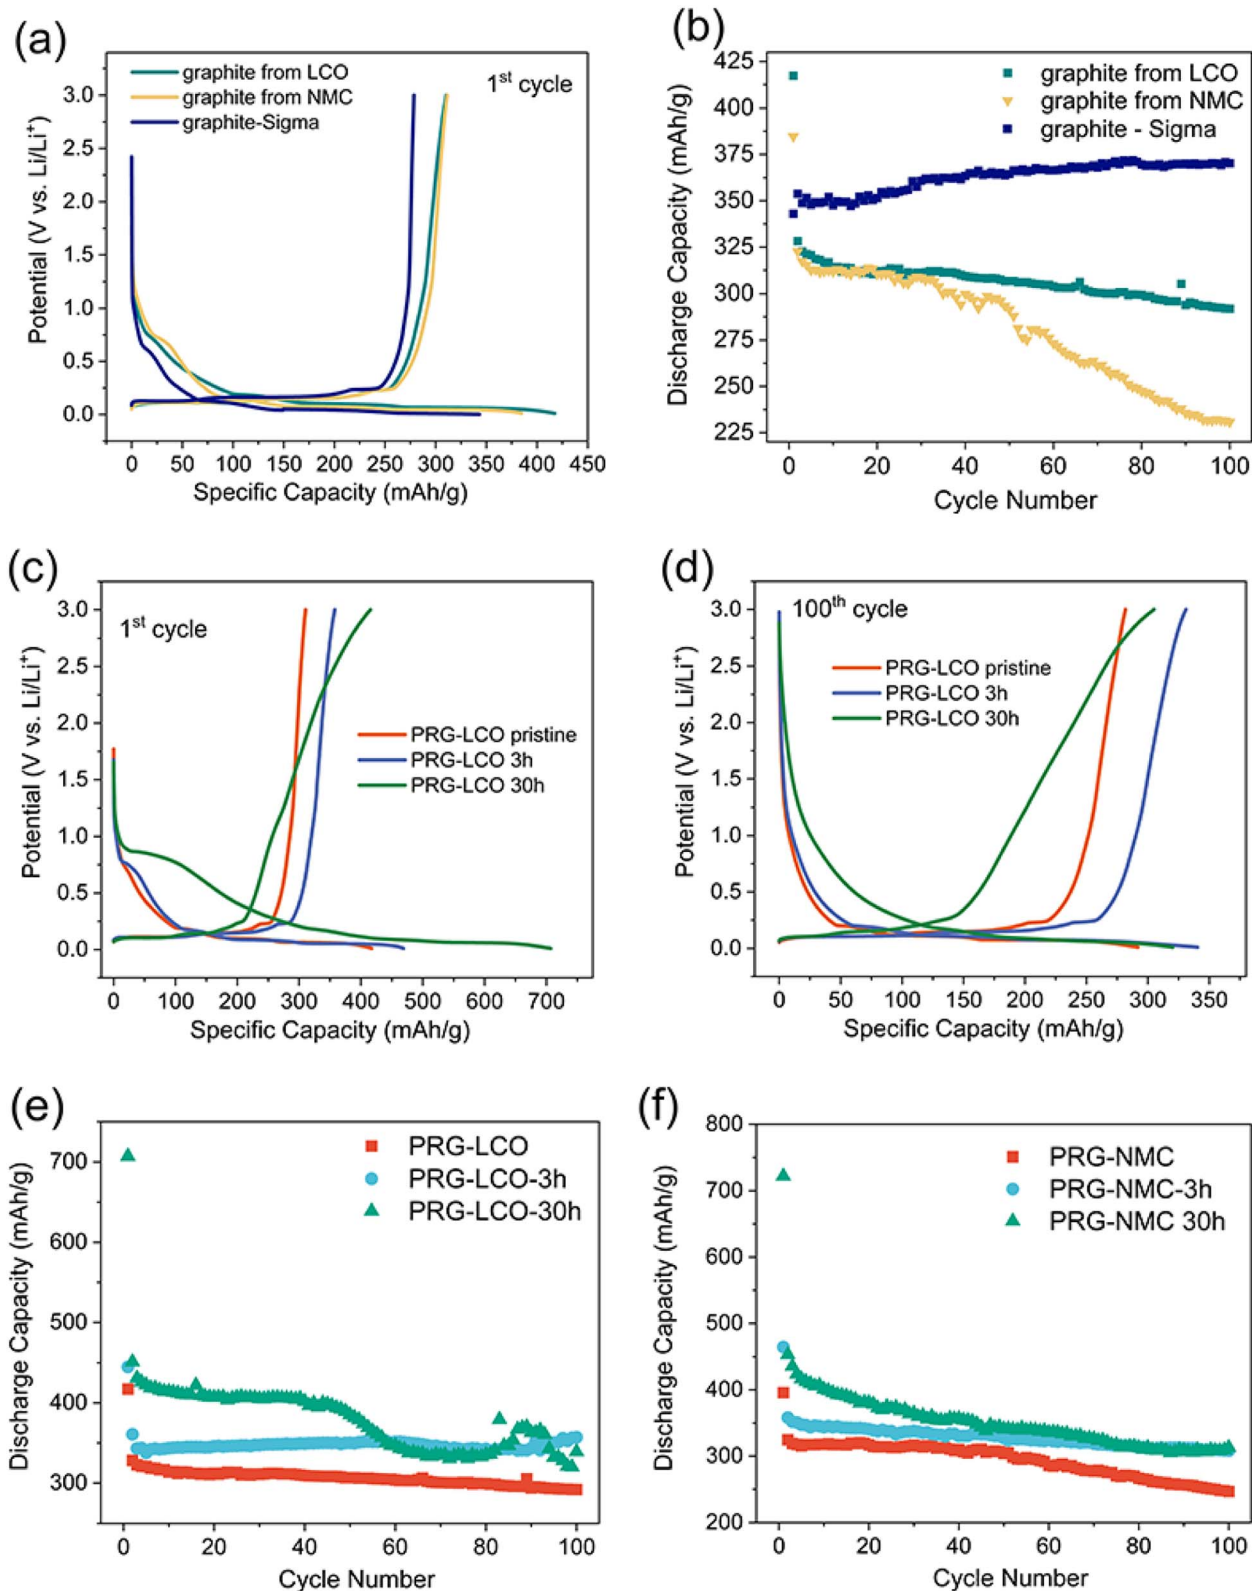 (a)
graphite from LCO
graphite from NMC
graphite-Sigma
1st cycle
3.0
2.5
2.0
1.5
1.0
0.5
0.0
Potential (V vs. Li/Li+)
0 50 100 150 200 250 300 350 400 450
Specific Capacity (mAh/g)
(b)
graphite from LCO
graphite from NMC
graphite - Sigma
425
400
375
350
325
300
275
250
225
Discharge Capacity (mAh/g)
0 20 40 60 80 100
Cycle Number
(c)
1st cycle
PRG-LCO pristine
PRG-LCO 3h
PRG-LCO 30h
3.0
2.5
2.0
1.5
1.0
0.5
0.0
Potential (V vs. Li/Li+)
0 100 200 300 400 500 600 700
Specific Capacity (mAh/g)
(d)
100th cycle
PRG-LCO pristine
PRG-LCO 3h
PRG-LCO 30h
3.0
2.5
2.0
1.5
1.0
0.5
0.0
Potential (V vs. Li/Li+)
0 50 100 150 200 250 300 350
Specific Capacity (mAh/g)
(e)
PRG-LCO
PRG-LCO-3h
PRG-LCO-30h
700
600
500
400
300
Discharge Capacity (mAh/g)
0 20 40 60 80 100
Cycle Number
(f)
PRG-NMC
PRG-NMC-3h
PRG-NMC 30h
800
700
600
500
400
300
200
Discharge Capacity (mAh/g)
0 20 40 60 80 100
Cycle Number